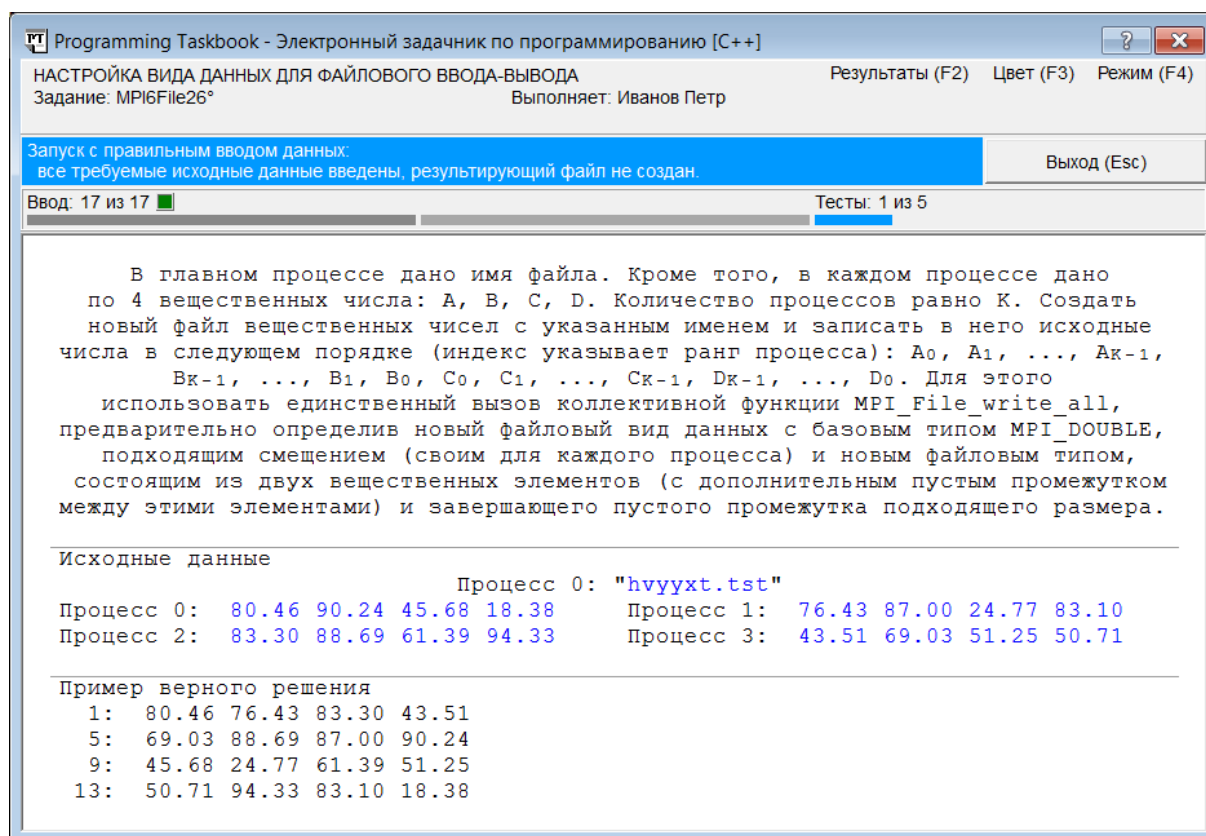 Programming Taskbook - Электронный задачник по программированию [C++]
НАСТРОЙКА ВИДА ДАННЫХ ДЛЯ ФАЙЛОВОГО ВВОДА-ВЫВОДА
Результаты (F2) Цвет (F3) Режим (F4)
Задание: MPI6File26° Выполняет: Иванов Петр
Запуск с правильным вводом данных:
все требуемые исходные данные введены, результирующий файл не создан.
Выход (Esc)
Ввод: 17 из 17 Тесты: 1 из 5
В главном процессе дано имя файла. Кроме того, в каждом процессе дано
по 4 вещественных числа: A, B, C, D. Количество процессов равно K. Создать
новый файл вещественных чисел с указанным именем и записать в него исходные
числа в следующем порядке (индекс указывает ранг процесса): A0, A1, ..., AK-1,
BK-1, ..., B1, B0, C0, C1, ..., CK-1, DK-1, ..., D0. Для этого
использовать единственный вызов коллективной функции MPI_File_write_all,
предварительно определив новый файловый вид данных с базовым типом MPI_DOUBLE,
подходящим смещением (своим для каждого процесса) и новым файловым типом,
состоящим из двух вещественных элементов (с дополнительным пустым промежутком
между этими элементами) и завершающего пустого промежутка подходящего размера.
Исходные данные
Процесс 0: "hvyyxt.tst"
Процесс 0: 80.46 90.24 45.68 18.38 Процесс 1: 76.43 87.00 24.77 83.10
Процесс 2: 83.30 88.69 61.39 94.33 Процесс 3: 43.51 69.03 51.25 50.71
Пример верного решения
1: 80.46 76.43 83.30 43.51
5: 69.03 88.69 87.00 90.24
9: 45.68 24.77 61.39 51.25
13: 50.71 94.33 83.10 18.38